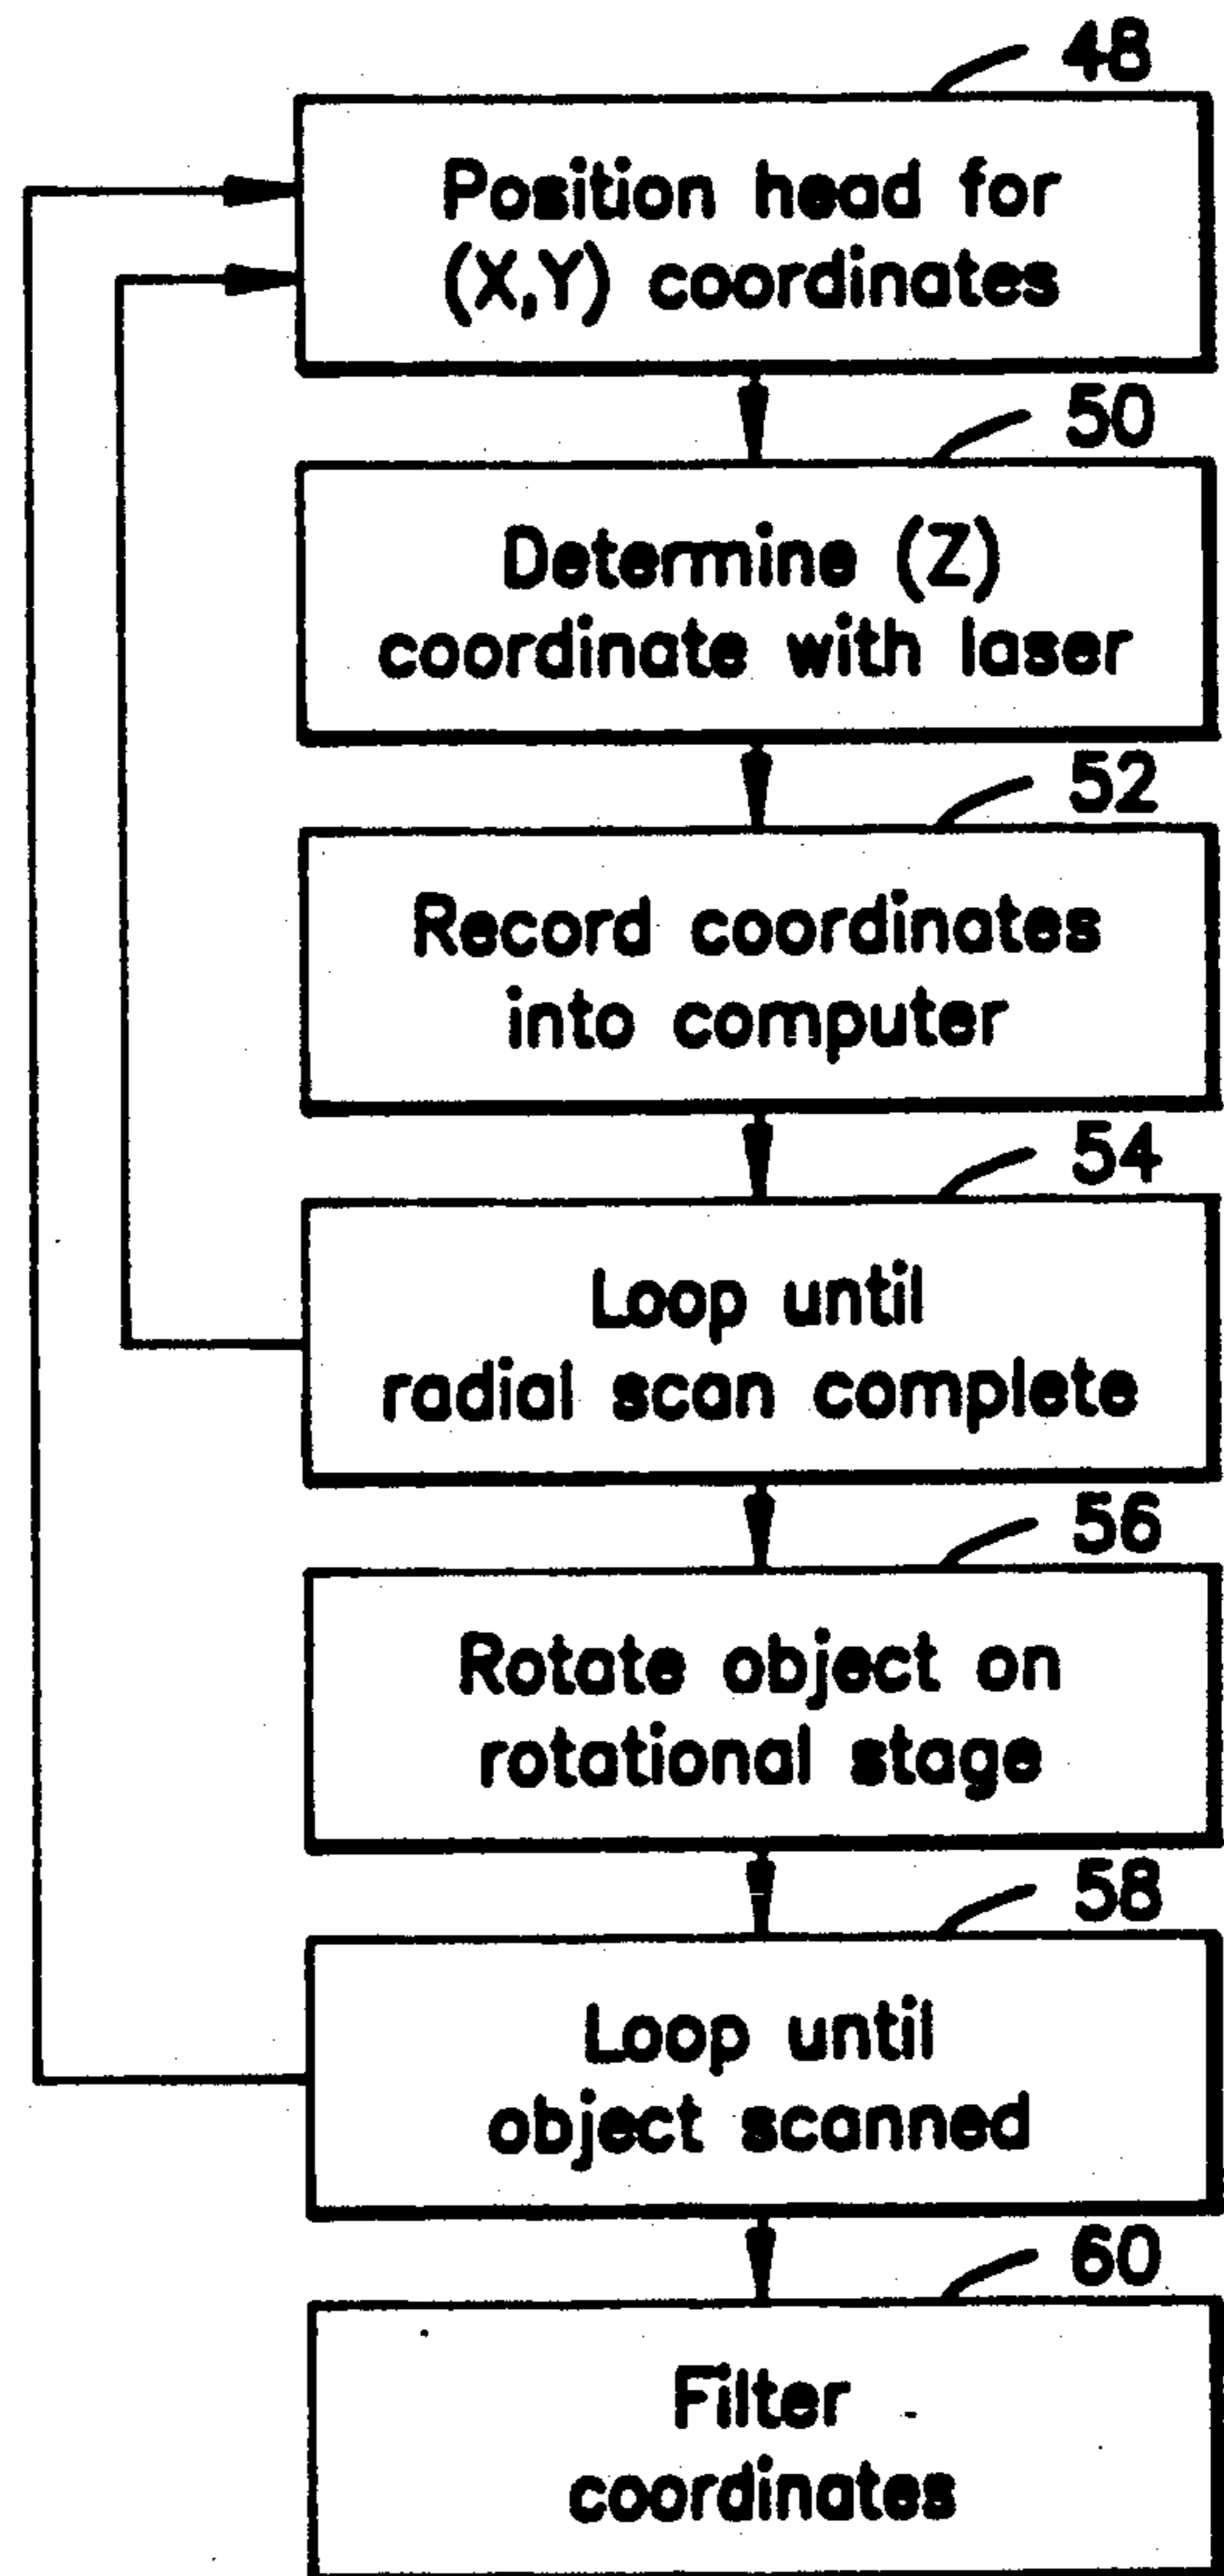 48
Position head for
(X,Y) coordinates
50
Determine (Z)
coordinate with laser
52
Record coordinates
into computer
54
Loop until
radial scan complete
56
Rotate object on
rotational stage
58
Loop until
object scanned
60
Filter
coordinates